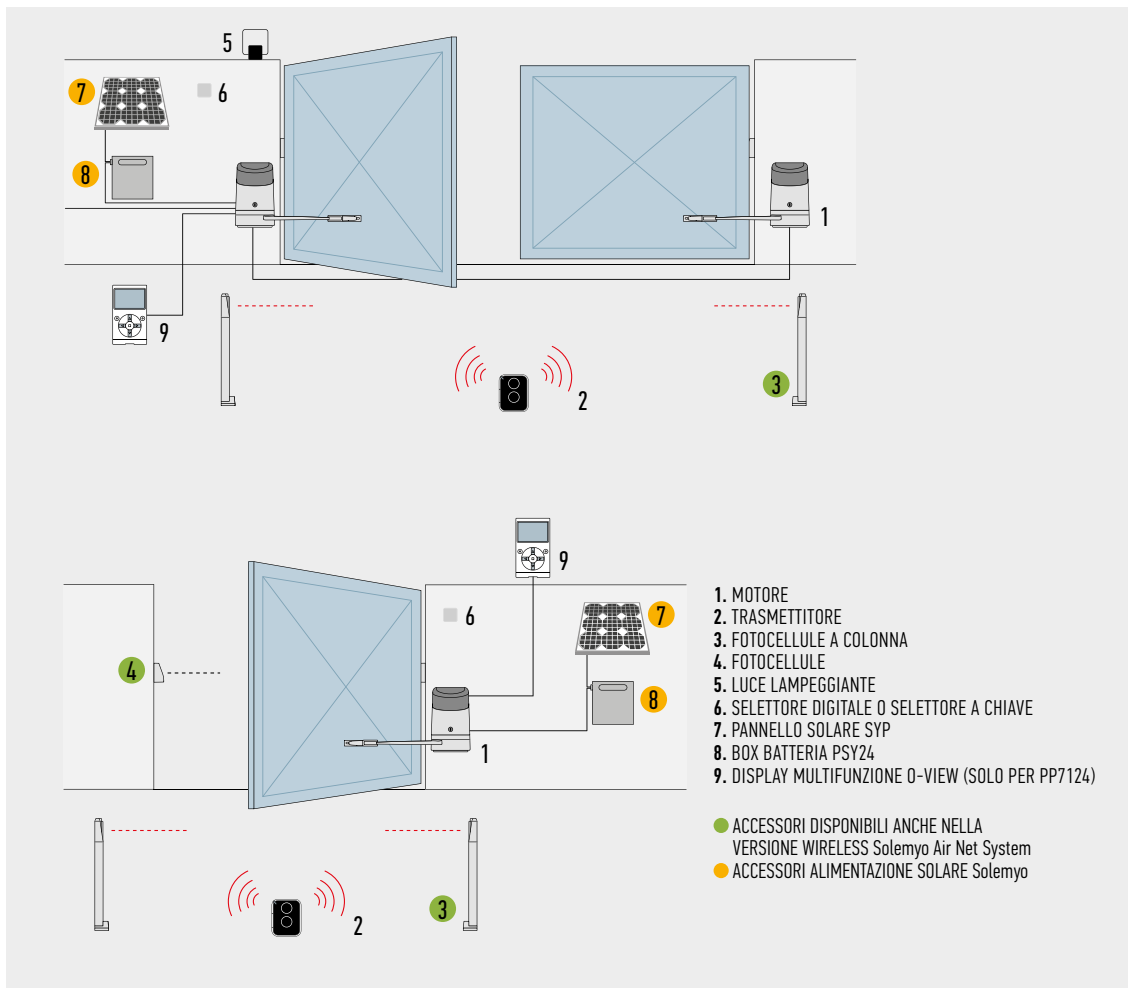 5
7
6
8
1
9
3
2
9
6
7
4
8
1
3
2
1. MOTORE
2. TRASMETTITORE
3. FOTOCELLULE A COLONNA
4. FOTOCELLULE
5. LUCE LAMPEGGIANTE
6. SELETTORE DIGITALE O SELETTORE A CHIAVE
7. PANNELLO SOLARE SYP
8. BOX BATTERIA PSY24
9. DISPLAY MULTIFUNZIONE O-VIEW (SOLO PER PP7124)
ACCESSORI DISPONIBILI ANCHE NELLA
VERSIONE WIRELESS Solemyo Air Net System
ACCESSORI ALIMENTAZIONE SOLARE Solemyo